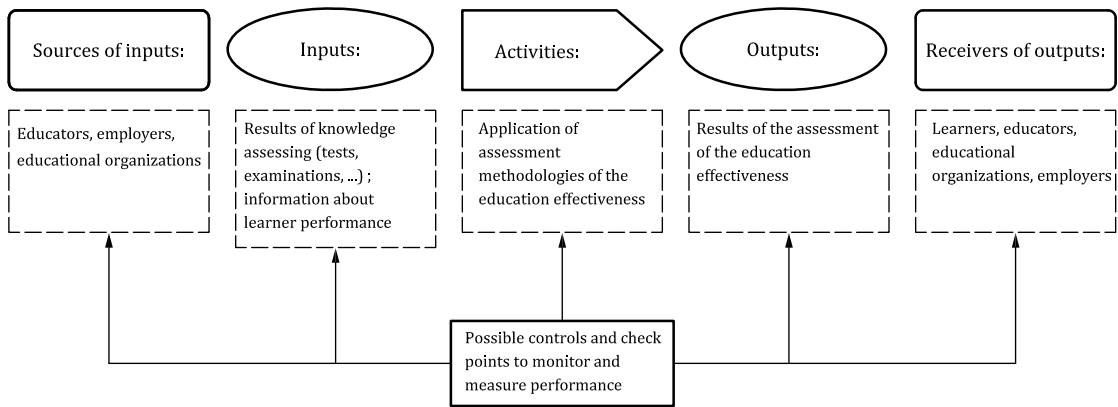 Sources of inputs:
Inputs:
Activities:
Outputs:
Receivers of outputs:
Educators, employers,
educational organizations
Results of knowledge
assessing (tests,
examinations, ...) ;
information about
learner performance
Application of
assessment
methodologies of the
education effectiveness
Results of the assessment
of the education
effectiveness
Learners, educators,
educational
organizations, employers
Possible controls and check
points to monitor and
measure performance